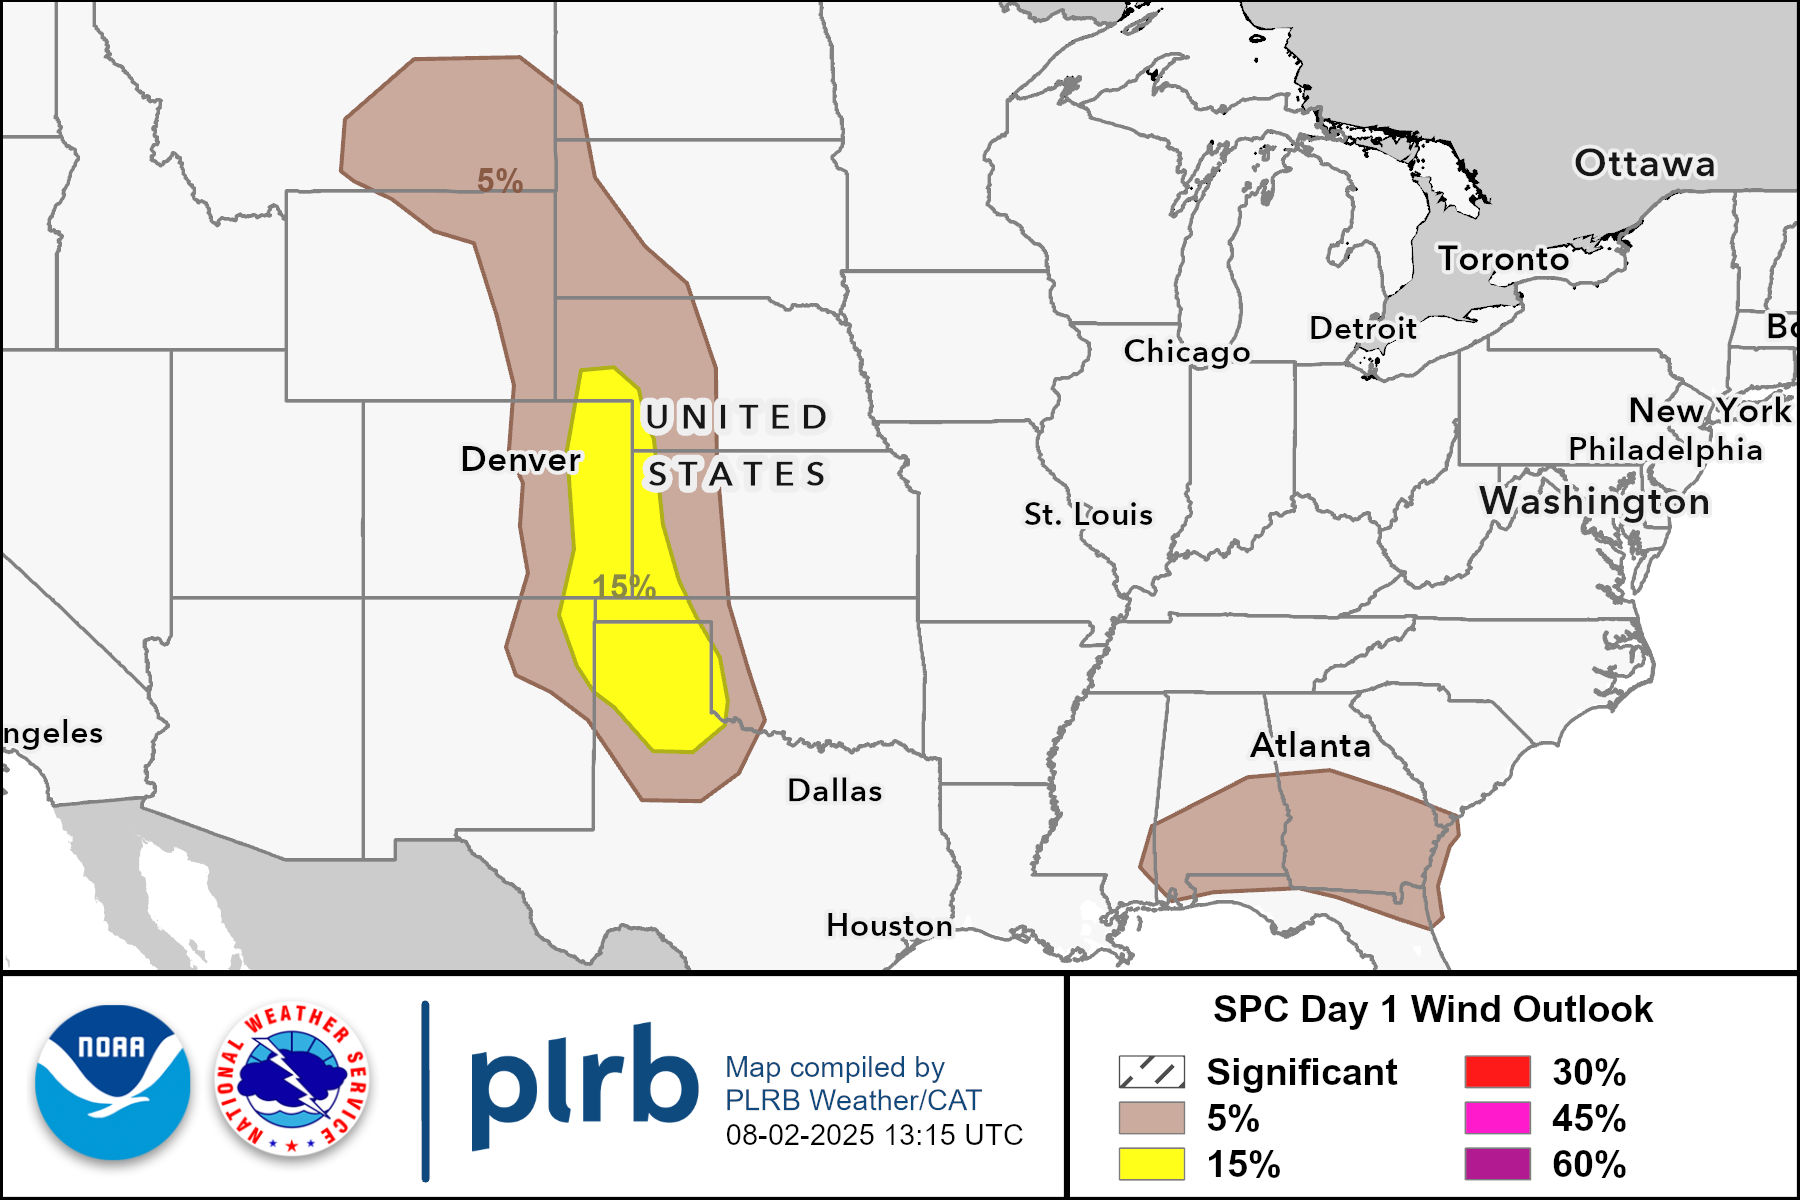 Ottawa
5%
Toronto
Detroit
Bo
Chicago
New York
UNITED
Philadelphia
Denver
STATES
Washington
St. Louis
15%
ngeles
Atlanta
Dallas
Houston
NOAA
NATIONAL WEATHER SERVICE
plrb
Map compiled by
PLRB Weather/CAT
08-02-2025 13:15 UTC
SPC Day 1 Wind Outlook
Significant
5%
15%
30%
45%
60%